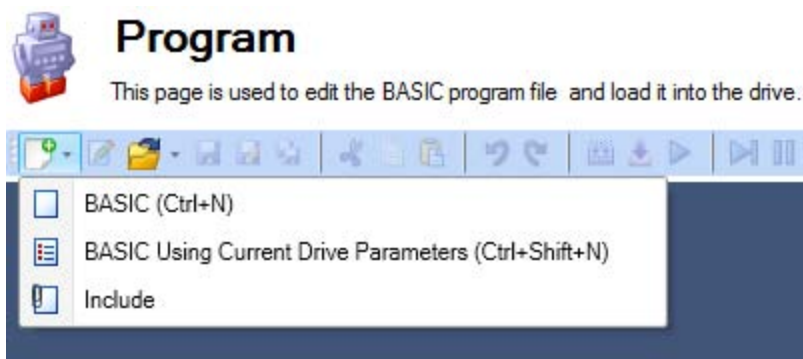 Program
This page is used to edit the BASIC program file and load it into the drive.
BASIC (Ctrl+N)
BASIC Using Current Drive Parameters (Ctrl+Shift+N)
Include